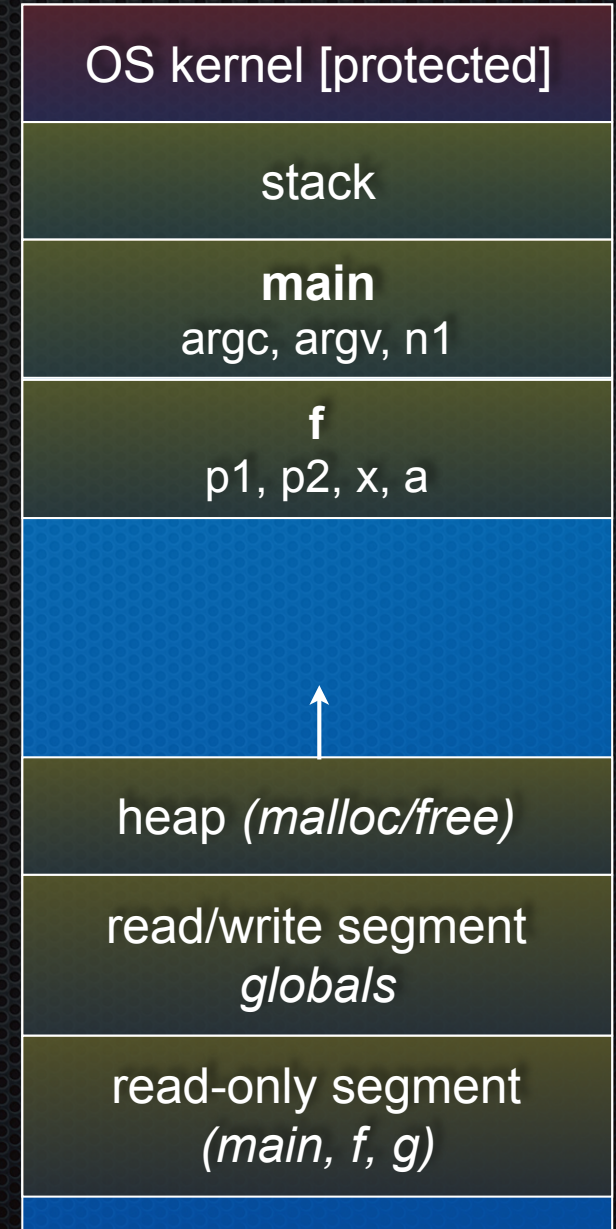 OS kernel [protected]
stack
main
argc, argv, n1
f
p1, p2, x, a
heap (malloc/free)
read/write segment
globals
read-only segment
(main, f, g)